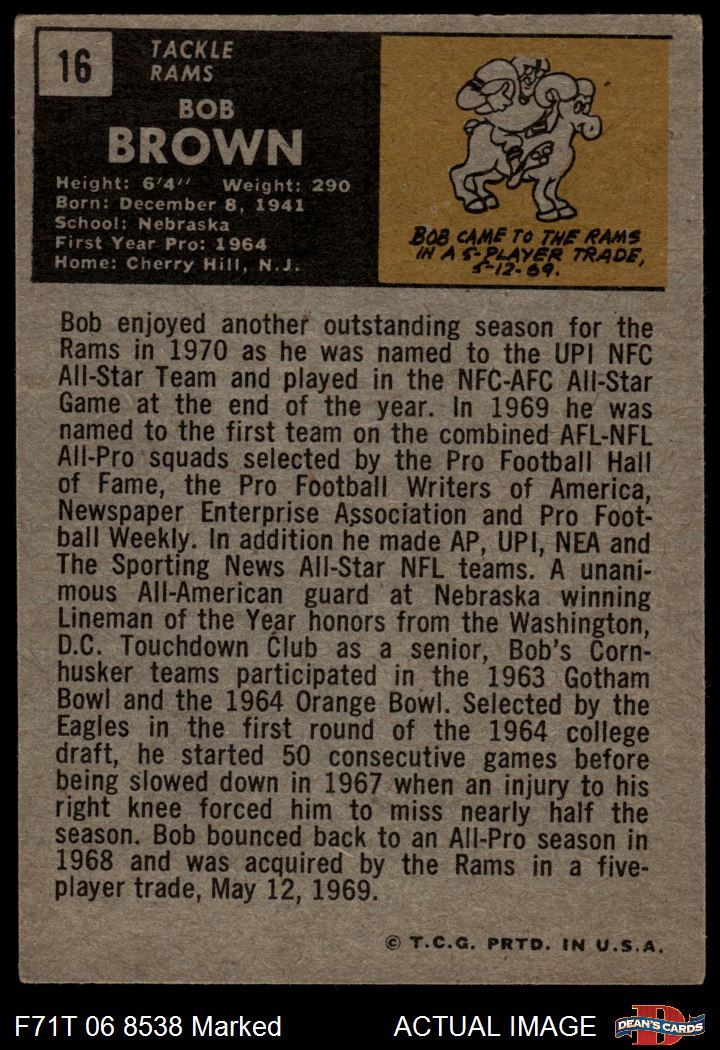 16
TACKLE
RAMS
BOB
BROWN
Height: 6'4'' Weight: 290
Born: December 8, 1941
School: Nebraska
First Year Pro: 1964
Home: Cherry Hill, N.J.
BOB CAME TO THE RAMS
IN A 5-PLAYER TRADE,
5-12-69.
Bob enjoyed another outstanding season for the
Rams in 1970 as he was named to the UPI NFC
All-Star Team and played in the NFC-AFC All-Star
Game at the end of the year. In 1969 he was
named to the first team on the combined AFL-NFL
All-Pro squads selected by the Pro Football Hall
of Fame, the Pro Football Writers of America,
Newspaper Enterprise Association and Pro Foot-
ball Weekly. In addition he made AP, UPI, NEA and
The Sporting News All-Star NFL teams. A unani-
mous All-American guard at Nebraska winning
Lineman of the Year honors from the Washington,
D.C. Touchdown Club as a senior, Bob's Corn-
husker teams participated in the 1963 Gotham
Bowl and the 1964 Orange Bowl. Selected by the
Eagles in the first round of the 1964 college
draft, he started 50 consecutive games before
being slowed down in 1967 when an injury to his
right knee forced him to miss nearly half the
season. Bob bounced back to an All-Pro season in
1968 and was acquired by the Rams in a five-
player trade, May 12, 1969.
© T.C.G. PRTD. IN U.S.A.
F71T 06 8538 Marked
ACTUAL IMAGE
D
DEAN'S CARDS